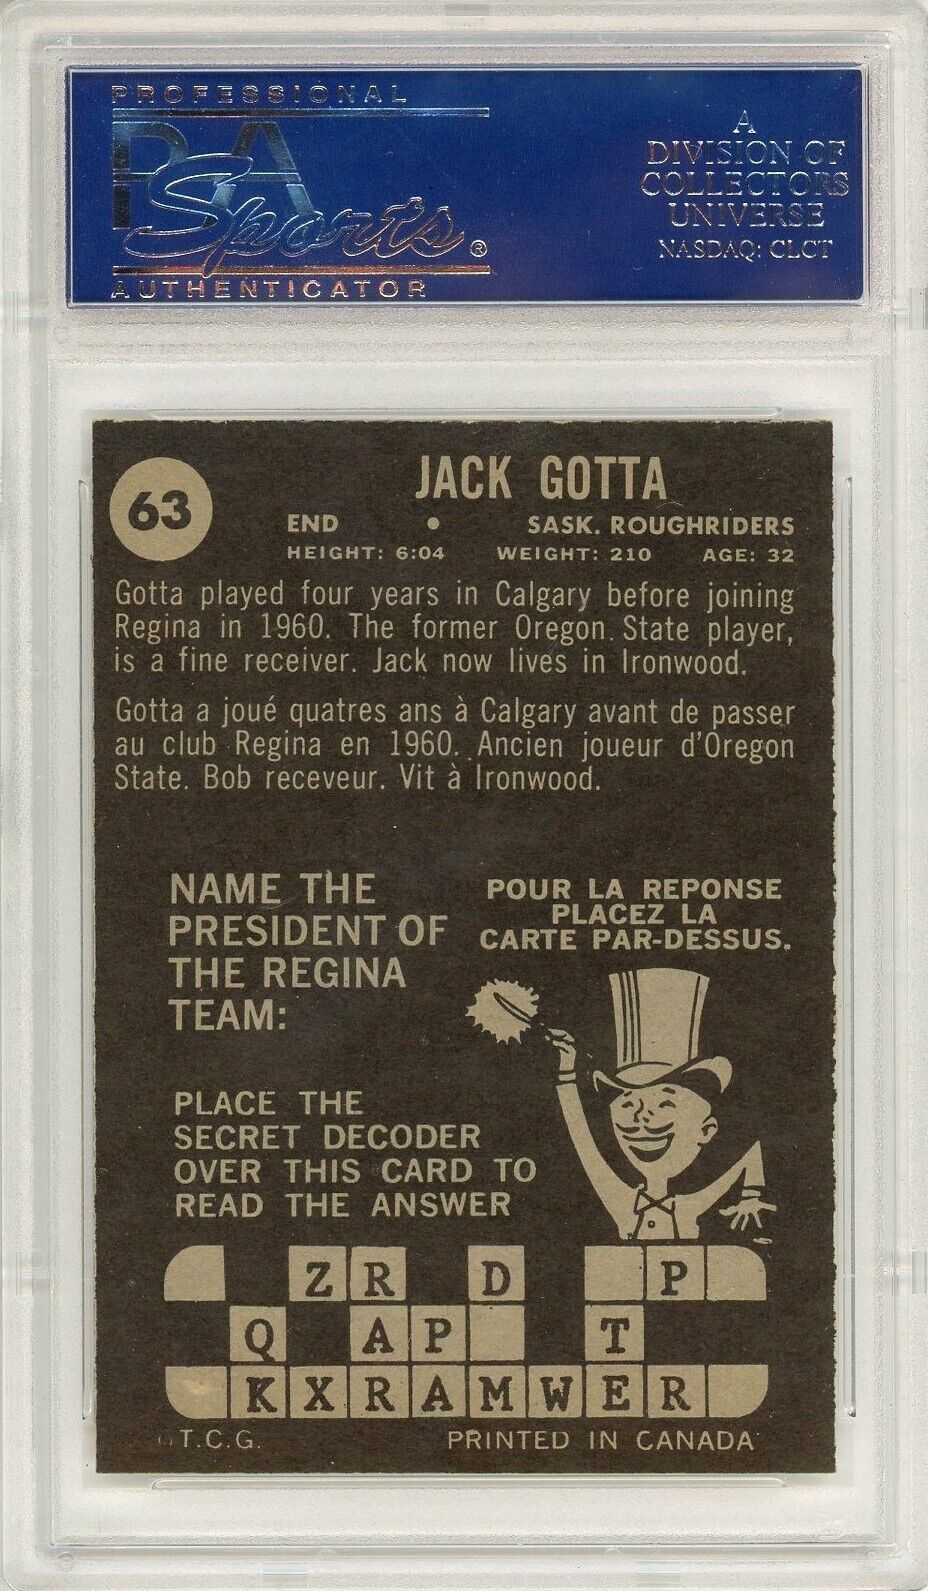 PROFESSIONAL
PSA
Sports®
AUTHENTICATOR
A
DIVISION OF
COLLECTORS
UNIVERSE
NASDAQ: CLCT
63
JACK GOTTA
END • SASK. ROUGHRIDERS
HEIGHT: 6:04 WEIGHT: 210 AGE: 32
Gotta played four years in Calgary before joining
Regina in 1960. The former Oregon State player,
is a fine receiver. Jack now lives in Ironwood.
Gotta a joué quatres ans à Calgary avant de passer
au club Regina en 1960. Ancien joueur d'Oregon
State. Bob receveur. Vit à Ironwood.
NAME THE
PRESIDENT OF
THE REGINA
TEAM:
POUR LA REPONSE
PLACEZ LA
CARTE PAR-DESSUS.
PLACE THE
SECRET DECODER
OVER THIS CARD TO
READ THE ANSWER
Z R D P
Q A P T
K X R A M W E R
T.C.G. PRINTED IN CANADA